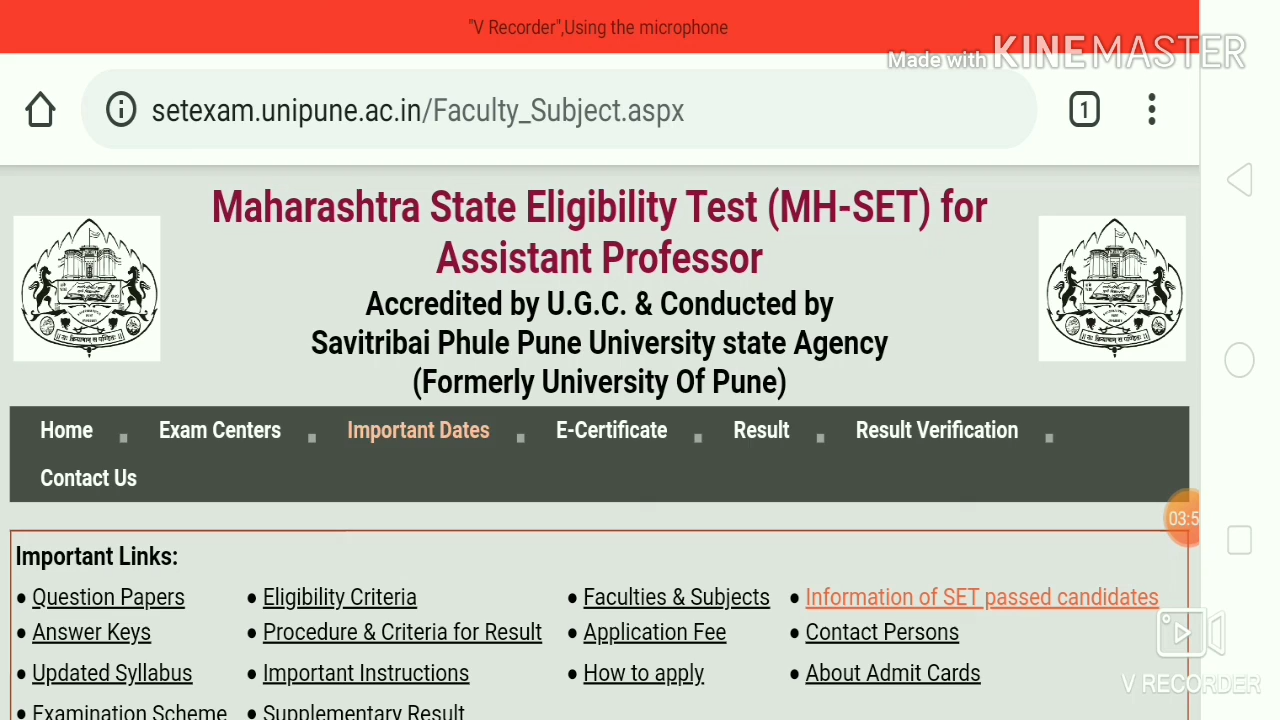 "V Recorder",Using the microphone
Made with KINEMASTER
setexam.unipune.ac.in/Faculty_Subject.aspx
1
Maharashtra State Eligibility Test (MH-SET) for
Assistant Professor
Accredited by U.G.C. & Conducted by
Savitribai Phule Pune University state Agency
(Formerly University Of Pune)
Home Exam Centers Important Dates E-Certificate Result Result Verification
Contact Us
03:5
Important Links:
Question Papers Eligibility Criteria Faculties & Subjects Information of SET passed candidates
Answer Keys Procedure & Criteria for Result Application Fee Contact Persons
Updated Syllabus Important Instructions How to apply About Admit Cards
V RECORDER
Examination Scheme Supplementary Result